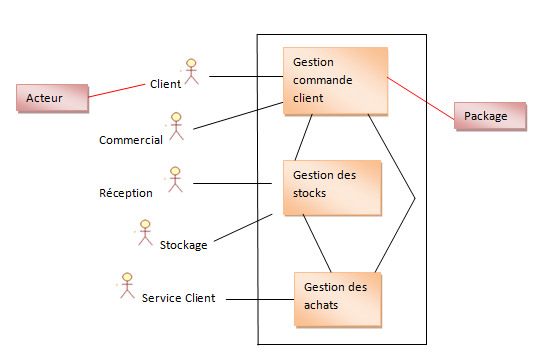 Gestion
commande
client
Client
Acteur
Package
Commercial
Gestion des
stocks
Réception
Stockage
Gestion des
achats
Service Client